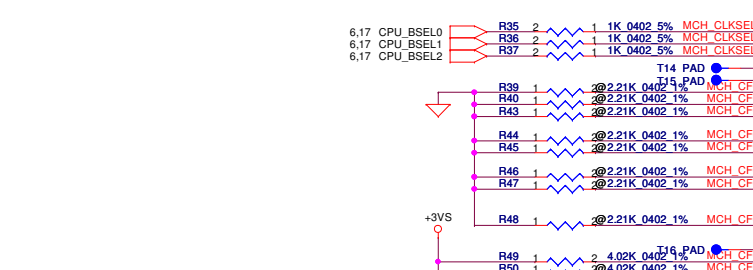 6,17 CPU_BSEL0 R35 2 1 1K_0402_5% MCH_CLKSEL
6,17 CPU_BSEL1 R36 2 1 1K_0402_5% MCH_CLKSEL
6,17 CPU_BSEL2 R37 2 1 1K_0402_5% MCH_CLKSEL
T14 PAD
T15 PAD
R39 1 2@2.21K_0402_1% MCH_CF
R40 1 2@2.21K_0402_1% MCH_CF
R43 1 2@2.21K_0402_1% MCH_CF
R44 1 2@2.21K_0402_1% MCH_CF
R45 1 2@2.21K_0402_1% MCH_CF
R46 1 2@2.21K_0402_1% MCH_CF
R47 1 2@2.21K_0402_1% MCH_CF
R48 1 2@2.21K_0402_1% MCH_CF
+3VS
T16 PAD
R49 1 2 4.02K_0402_1% MCH_CF
R50 1 2@4.02K_0402_1% MCH_CF